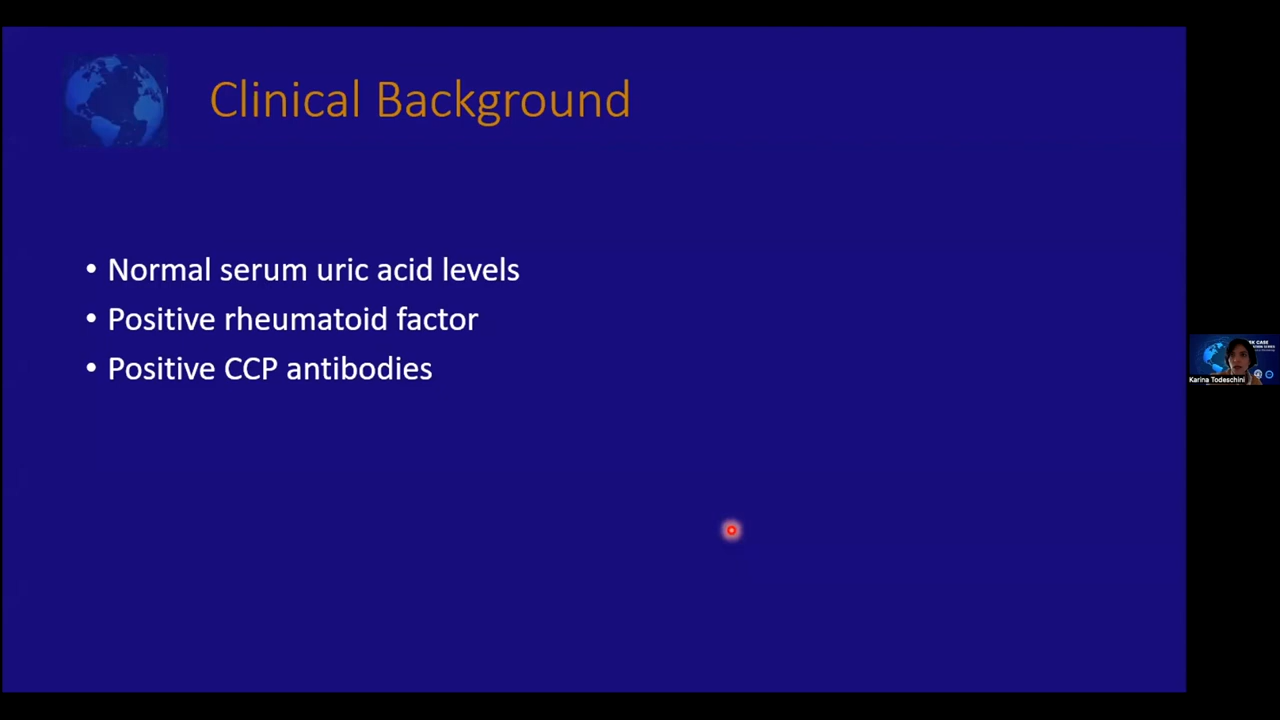 Clinical Background
• Normal serum uric acid levels
• Positive rheumatoid factor
• Positive CCP antibodies
Karina Todeschini